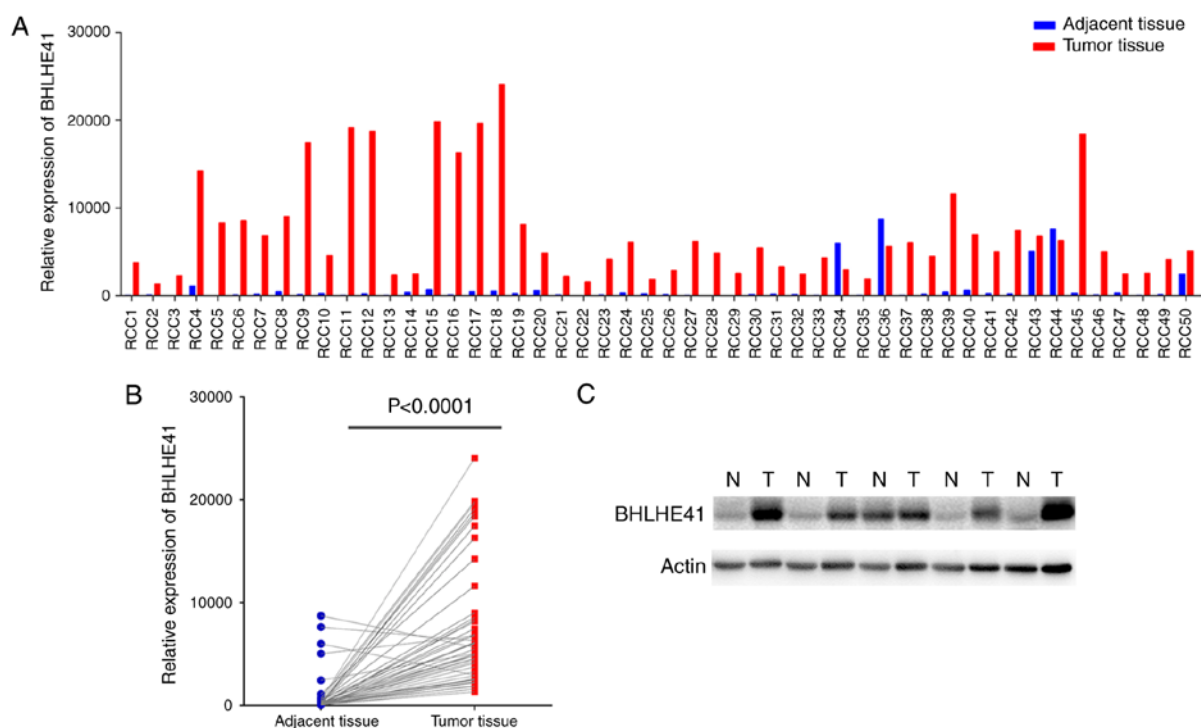 A
Relative expression of BHLHE41
30000
20000
10000
0
Adjacent tissue
Tumor tissue
RCC1
RCC2
RCC3
RCC4
RCC5
RCC6
RCC7
RCC8
RCC9
RCC10
RCC11
RCC12
RCC13
RCC14
RCC15
RCC16
RCC17
RCC18
RCC19
RCC20
RCC21
RCC22
RCC23
RCC24
RCC25
RCC26
RCC27
RCC28
RCC29
RCC30
RCC31
RCC32
RCC33
RCC34
RCC35
RCC36
RCC37
RCC38
RCC39
RCC40
RCC41
RCC42
RCC43
RCC44
RCC45
RCC46
RCC47
RCC48
RCC49
RCC50
B
Relative expression of BHLHE41
30000
20000
10000
0
P<0.0001
Adjacent tissue
Tumor tissue
C
N T N T N T N T N T
BHLHE41
Actin